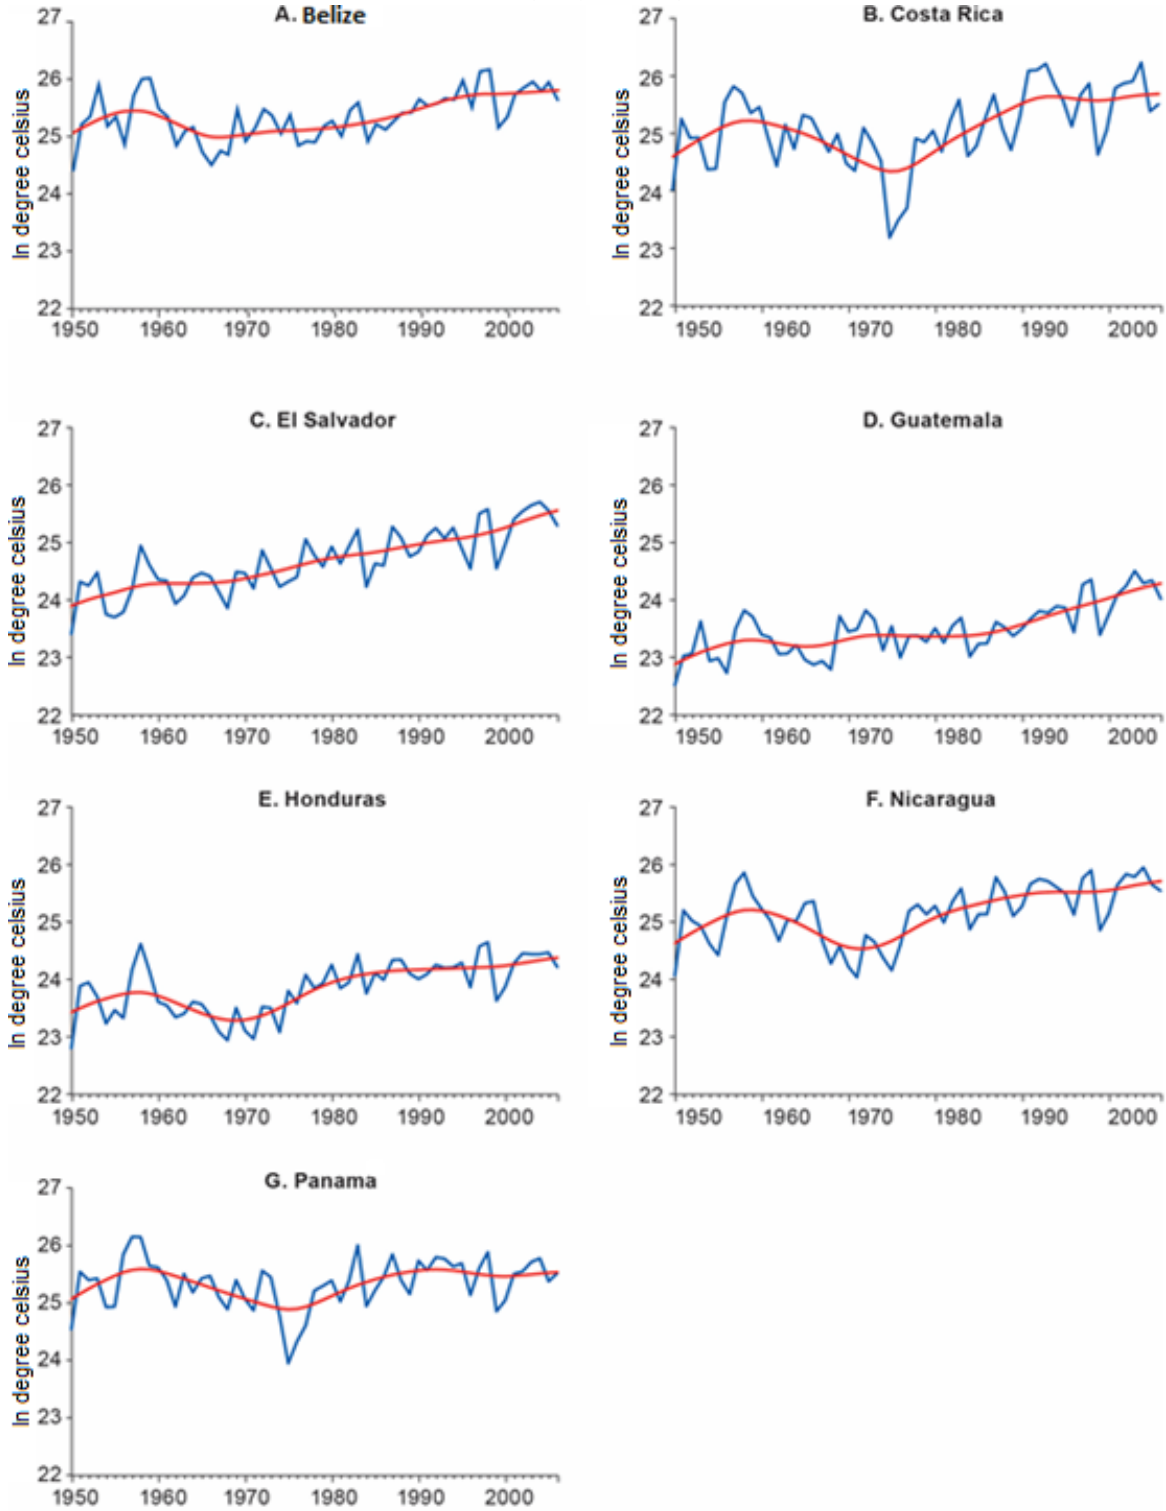 A. Belize
27
26
25
24
23
22
In degree celsius
1950 1960 1970 1980 1990 2000
B. Costa Rica
27
26
25
24
23
22
In degree celsius
1950 1960 1970 1980 1990 2000
C. El Salvador
27
26
25
24
23
22
In degree celsius
1950 1960 1970 1980 1990 2000
D. Guatemala
27
26
25
24
23
22
In degree celsius
1950 1960 1970 1980 1990 2000
E. Honduras
27
26
25
24
23
22
In degree celsius
1950 1960 1970 1980 1990 2000
F. Nicaragua
27
26
25
24
23
22
In degree celsius
1950 1960 1970 1980 1990 2000
G. Panama
27
26
25
24
23
22
In degree celsius
1950 1960 1970 1980 1990 2000